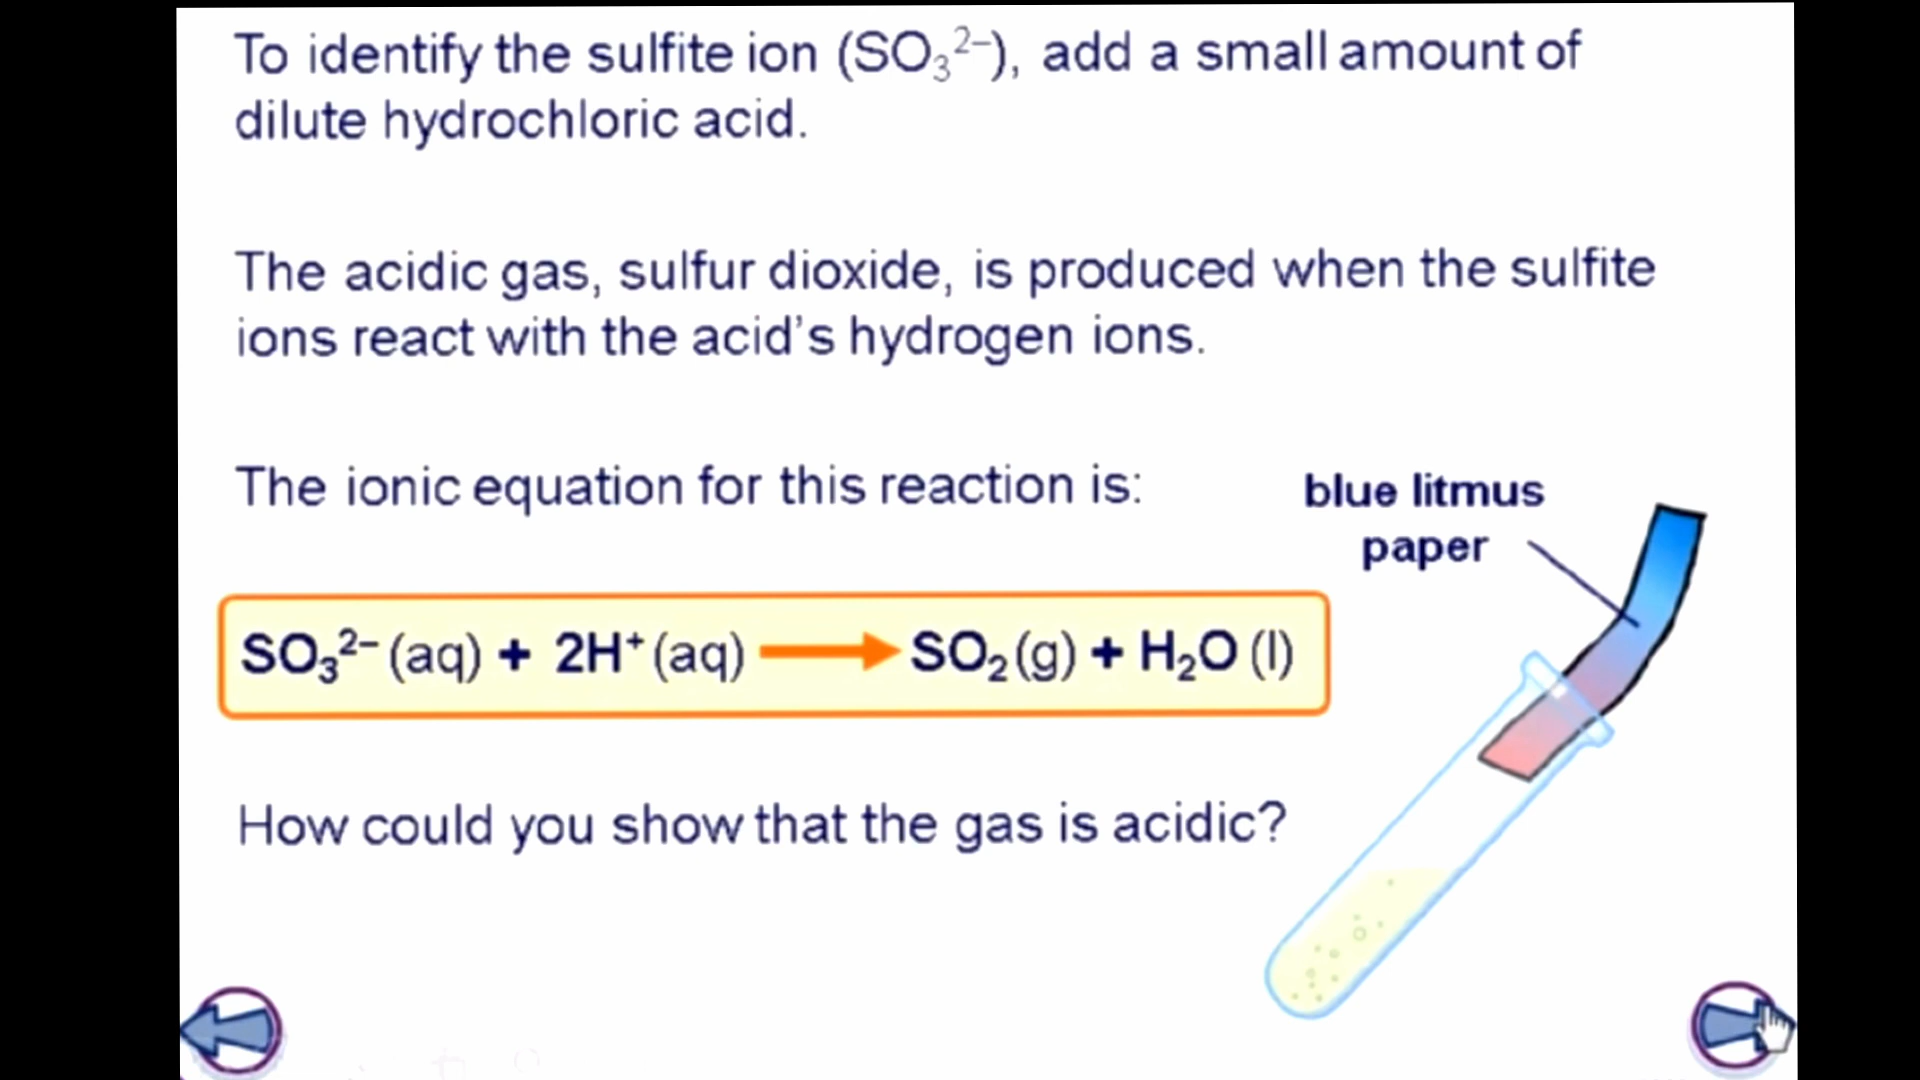 To identify the sulfite ion (SO₃²⁻), add a small amount of
dilute hydrochloric acid.
The acidic gas, sulfur dioxide, is produced when the sulfite
ions react with the acid's hydrogen ions.
The ionic equation for this reaction is:
blue litmus
paper
SO₃²⁻ (aq) + 2H⁺ (aq) ⟶ SO₂ (g) + H₂O (l)
How could you show that the gas is acidic?